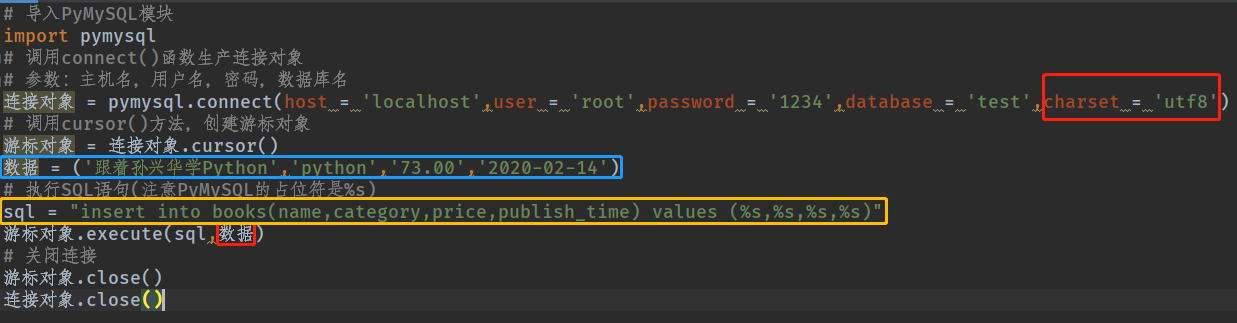 # 导入PyMySQL模块
import pymysql
# 调用connect()函数生产连接对象
# 参数：主机名，用户名，密码，数据库名
连接对象 = pymysql.connect(host = 'localhost',user = 'root',password = '1234',database = 'test',charset = 'utf8')
# 调用cursor()方法，创建游标对象
游标对象 = 连接对象.cursor()
数据 = ('跟着孙兴华学Python','python','73.00','2020-02-14')
# 执行SQL语句(注意PyMySQL的占位符是%s)
sql = "insert into books(name,category,price,publish_time) values (%s,%s,%s,%s)"
游标对象.execute(sql,数据)
# 关闭连接
游标对象.close()
连接对象.close()